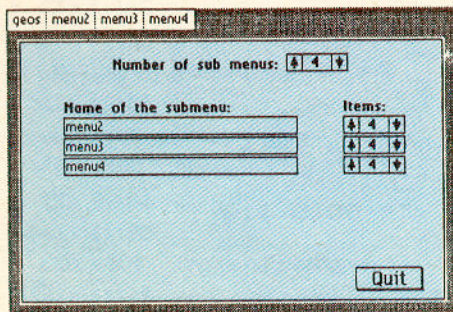 geos menu2 menu3 menu4
Number of sub menus: 4
Name of the submenu: Items:
menu2 4
menu3 4
menu4 4
Quit